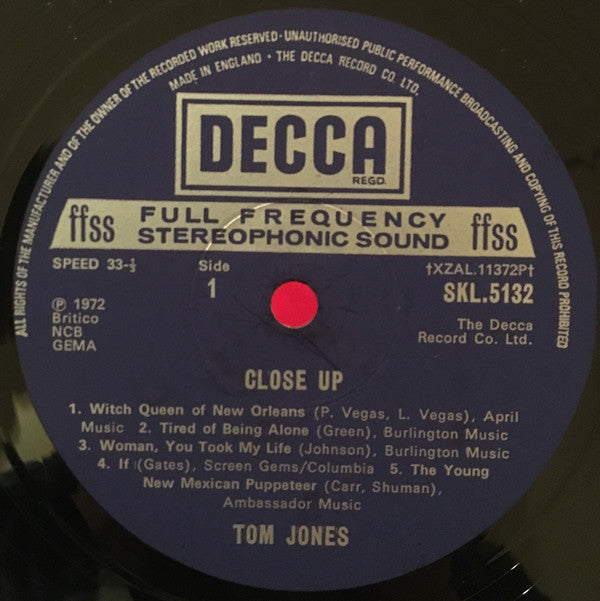 ALL RIGHTS OF THE MANUFACTURER AND OF THE OWNER OF THE RECORDED WORK RESERVED · UNAUTHORISED PUBLIC PERFORMANCE BROADCASTING AND COPYING OF THIS RECORD PROHIBITED
MADE IN ENGLAND • THE DECCA RECORD CO. LTD.
DECCA
REGD.
ffss FULL FREQUENCY STEREOPHONIC SOUND ffss
SPEED 33-⅓
Side
1
†XZAL.11372P†
SKL.5132
℗ 1972
Britico
NCB
GEMA
The Decca
Record Co. Ltd.
CLOSE UP
1. Witch Queen of New Orleans (P. Vegas, L. Vegas), April
Music 2. Tired of Being Alone (Green), Burlington Music
3. Woman, You Took My Life (Johnson), Burlington Music
4. If (Gates), Screen Gems/Columbia 5. The Young
New Mexican Puppeteer (Carr, Shuman),
Ambassador Music
TOM JONES